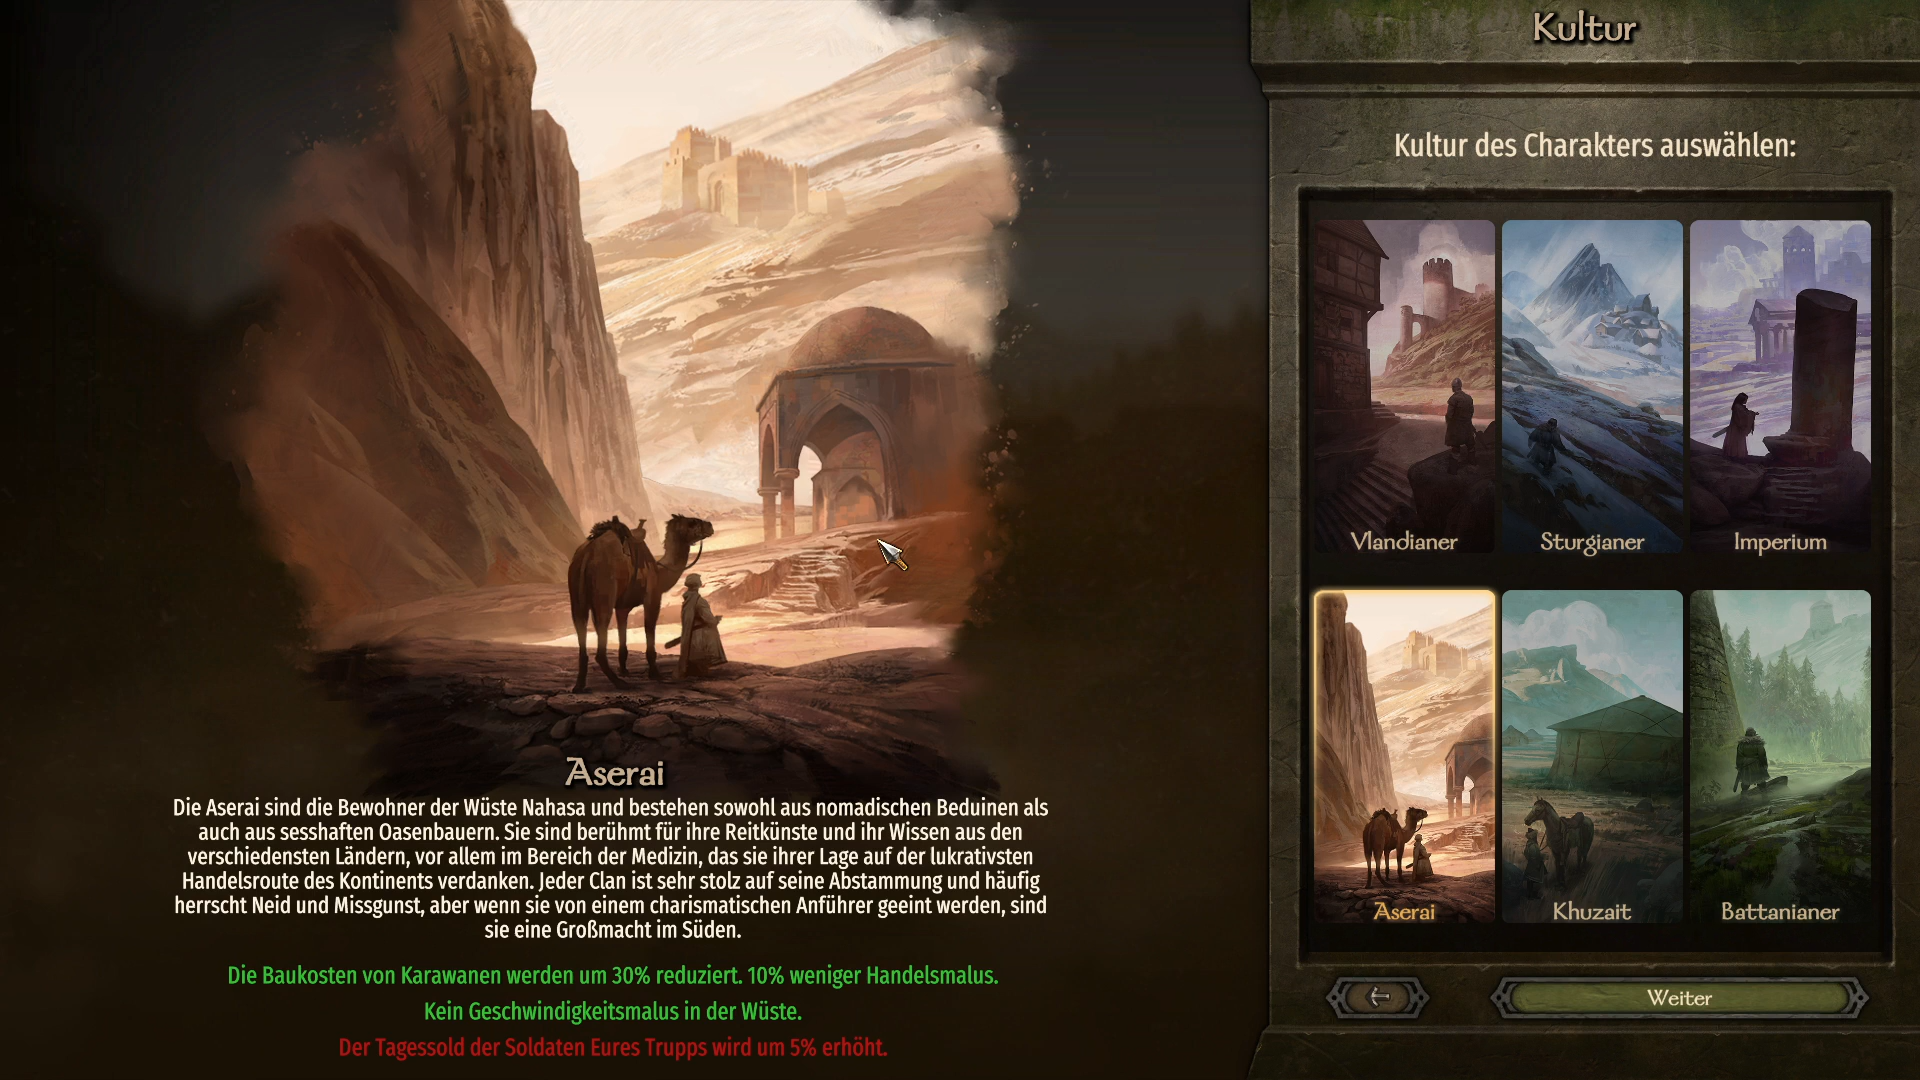 Kultur
Kultur des Charakters auswählen:
Vlandianer
Sturgianer
Imperium
Aserai
Khuzait
Battanianer
Aserai
Die Aserai sind die Bewohner der Wüste Nahasa und bestehen sowohl aus nomadischen Beduinen als
auch aus sesshaften Oasenbauern. Sie sind berühmt für ihre Reitkünste und ihr Wissen aus den
verschiedensten Ländern, vor allem im Bereich der Medizin, das sie ihrer Lage auf der lukrativsten
Handelsroute des Kontinents verdanken. Jeder Clan ist sehr stolz auf seine Abstammung und häufig
herrscht Neid und Missgunst, aber wenn sie von einem charismatischen Anführer geeint werden, sind
sie eine Großmacht im Süden.
Die Baukosten von Karawanen werden um 30% reduziert. 10% weniger Handelsmalus.
Kein Geschwindigkeitsmalus in der Wüste.
Der Tagessold der Soldaten Eures Trupps wird um 5% erhöht.
Weiter